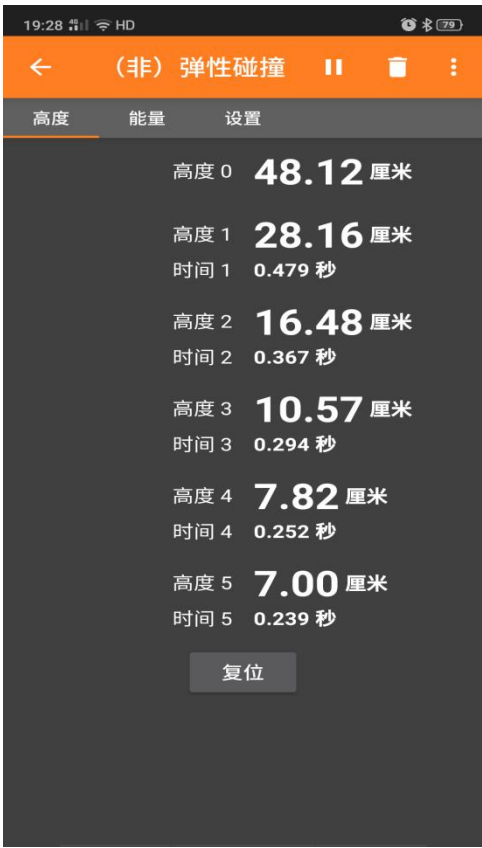 19:28 HD 79
（非）弹性碰撞
高度 能量 设置
高度 0 48.12 厘米
高度 1 28.16 厘米
时间 1 0.479 秒
高度 2 16.48 厘米
时间 2 0.367 秒
高度 3 10.57 厘米
时间 3 0.294 秒
高度 4 7.82 厘米
时间 4 0.252 秒
高度 5 7.00 厘米
时间 5 0.239 秒
复位